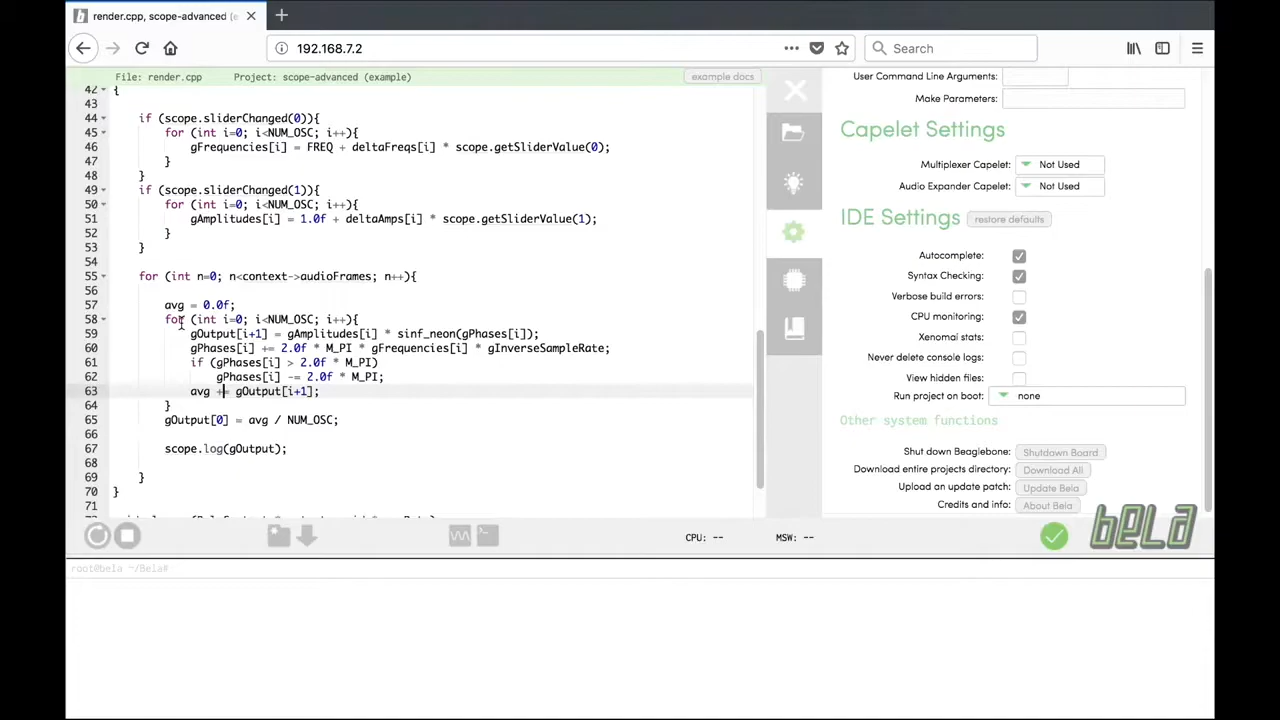 render.cpp, scope-advanced (e
192.168.7.2
Search
File: render.cpp Project: scope-advanced (example) example docs
42 {
43
44 if (scope.sliderChanged(0)){
45 for (int i=0; i<NUM_OSC; i++){
46 gFrequencies[i] = FREQ + deltaFreqs[i] * scope.getSliderValue(0);
47 }
48 }
49 if (scope.sliderChanged(1)){
50 for (int i=0; i<NUM_OSC; i++){
51 gAmplitudes[i] = 1.0f + deltaAmps[i] * scope.getSliderValue(1);
52 }
53 }
54
55 for (int n=0; n<context->audioFrames; n++){
56
57 avg = 0.0f;
58 for (int i=0; i<NUM_OSC; i++){
59 gOutput[i+1] = gAmplitudes[i] * sinf_neon(gPhases[i]);
60 gPhases[i] += 2.0f * M_PI * gFrequencies[i] * gInverseSampleRate;
61 if (gPhases[i] > 2.0f * M_PI)
62 gPhases[i] -= 2.0f * M_PI;
63 avg += gOutput[i+1];
64 }
65 gOutput[0] = avg / NUM_OSC;
66
67 scope.log(gOutput);
68
69 }
70 }
71
User Command Line Arguments:
Make Parameters:
Capelet Settings
Multiplexer Capelet: Not Used
Audio Expander Capelet: Not Used
IDE Settings restore defaults
Autocomplete:
Syntax Checking:
Verbose build errors:
CPU monitoring:
Xenomai stats:
Never delete console logs:
View hidden files:
Run project on boot: none
Other system functions
Shut down Beaglebone: Shutdown Board
Download entire projects directory: Download All
Upload an update patch: Update Bela
Credits and info: About Bela
CPU: -- MSW: --
bela
root@bela ~/Bela#